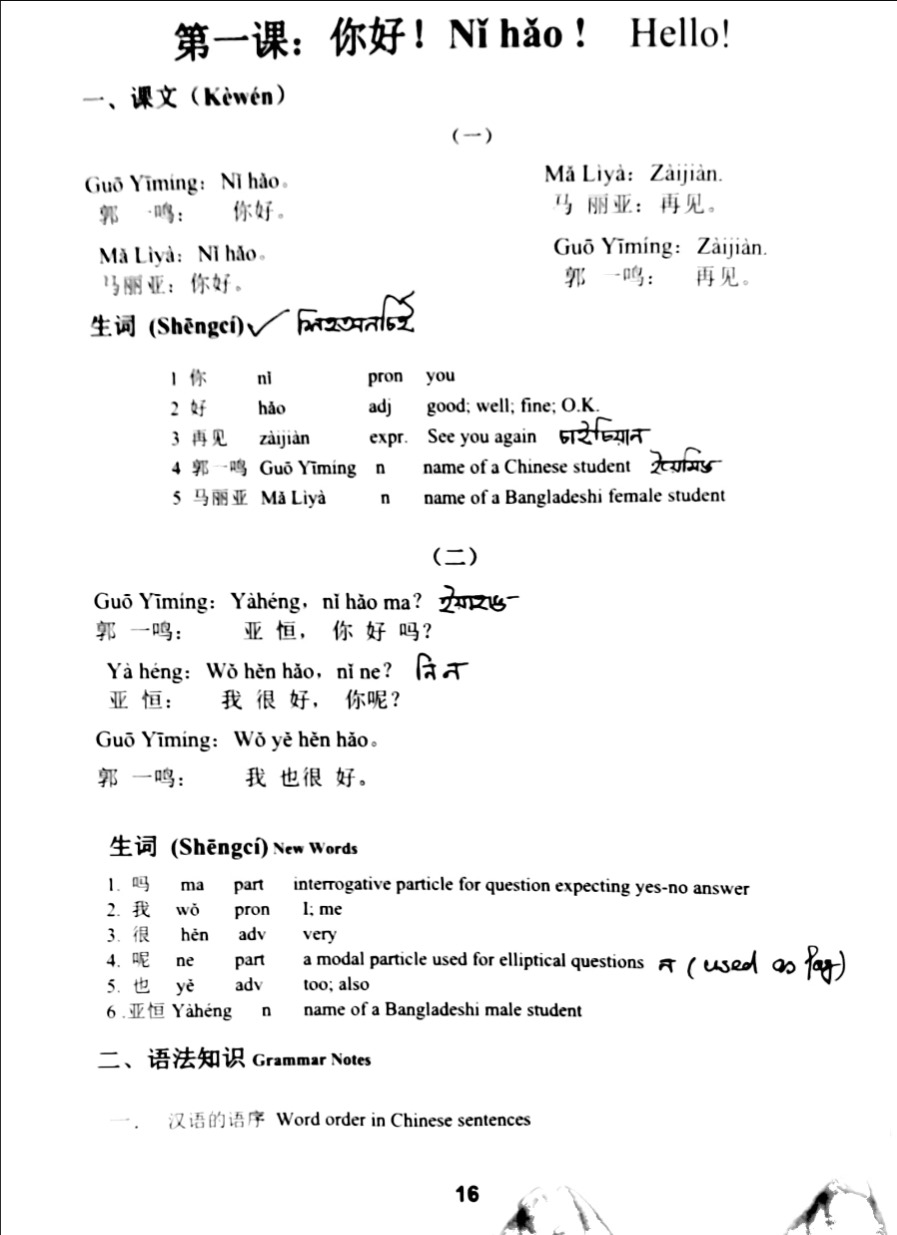 第一课：你好！Nǐ hǎo！ Hello!
一、课文（Kèwén）
（一）
Guō Yīmíng：Nǐ hǎo。
郭 一鸣： 你好。
Mǎ Lìyà：Nǐ hǎo。
马丽亚：你好。
Mǎ Lìyà：Zàijiàn.
马 丽亚：再见。
Guō Yīmíng：Zàijiàn.
郭 一鸣： 再见。
生词 (Shēngcí)✓
1 你 nǐ pron you
2 好 hǎo adj good; well; fine; O.K.
3 再见 zàijiàn expr. See you again চাইচিয়ান
4 郭一鸣 Guō Yīmíng n name of a Chinese student
5 马丽亚 Mǎ Lìyà n name of a Bangladeshi female student
（二）
Guō Yīmíng：Yàhéng，nǐ hǎo ma？
郭 一鸣： 亚 恒， 你 好 吗？
Yà héng：Wǒ hěn hǎo，nǐ ne？ নি ন
亚 恒： 我 很 好， 你呢？
Guō Yīmíng：Wǒ yě hěn hǎo。
郭 一鸣： 我 也很 好。
生词 (Shēngcí) New Words
1. 吗 ma part interrogative particle for question expecting yes-no answer
2. 我 wǒ pron I; me
3. 很 hěn adv very
4. 呢 ne part a modal particle used for elliptical questions ন (used as tag)
5. 也 yě adv too; also
6 .亚恒 Yàhéng n name of a Bangladeshi male student
二、语法知识 Grammar Notes
一． 汉语的语序 Word order in Chinese sentences
16